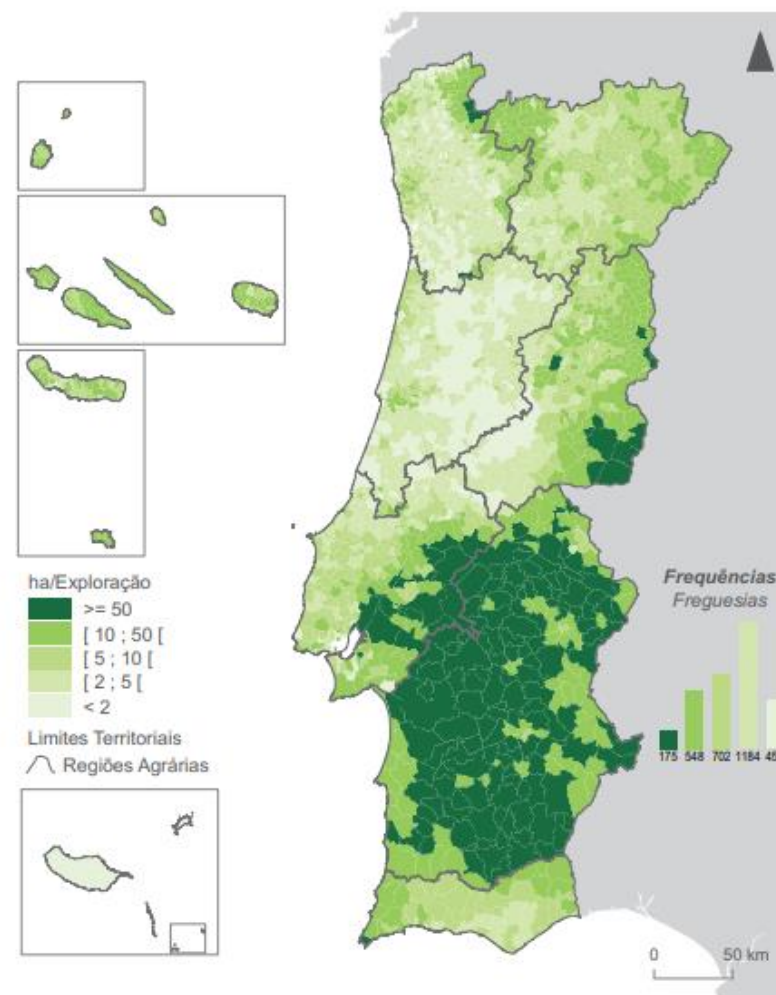 ha/Exploração
>= 50
[ 10 ; 50 [
[ 5 ; 10 [
[ 2 ; 5 [
< 2
Limites Territoriais
Regiões Agrárias
Frequências
Freguesias
175 548 702 1184
0 50 km